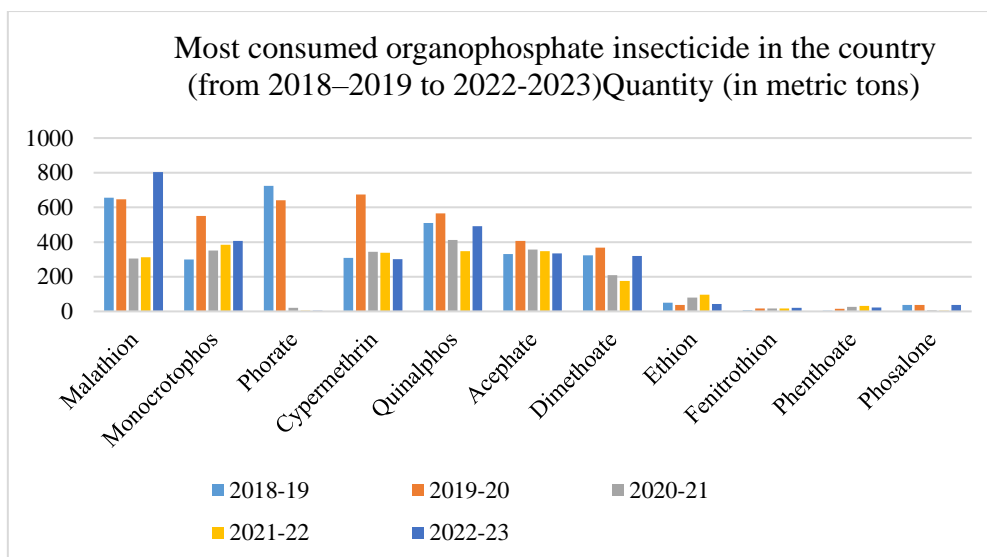 Most consumed organophosphate insecticide in the country
(from 2018–2019 to 2022-2023)Quantity (in metric tons)
1000
800
600
400
200
0
Malathion
Monocrotophos
Phorate
Cypermethrin
Quinalphos
Acephate
Dimethoate
Ethion
Fenitrothion
Phenthoate
Phosalone
2018-19
2019-20
2020-21
2021-22
2022-23